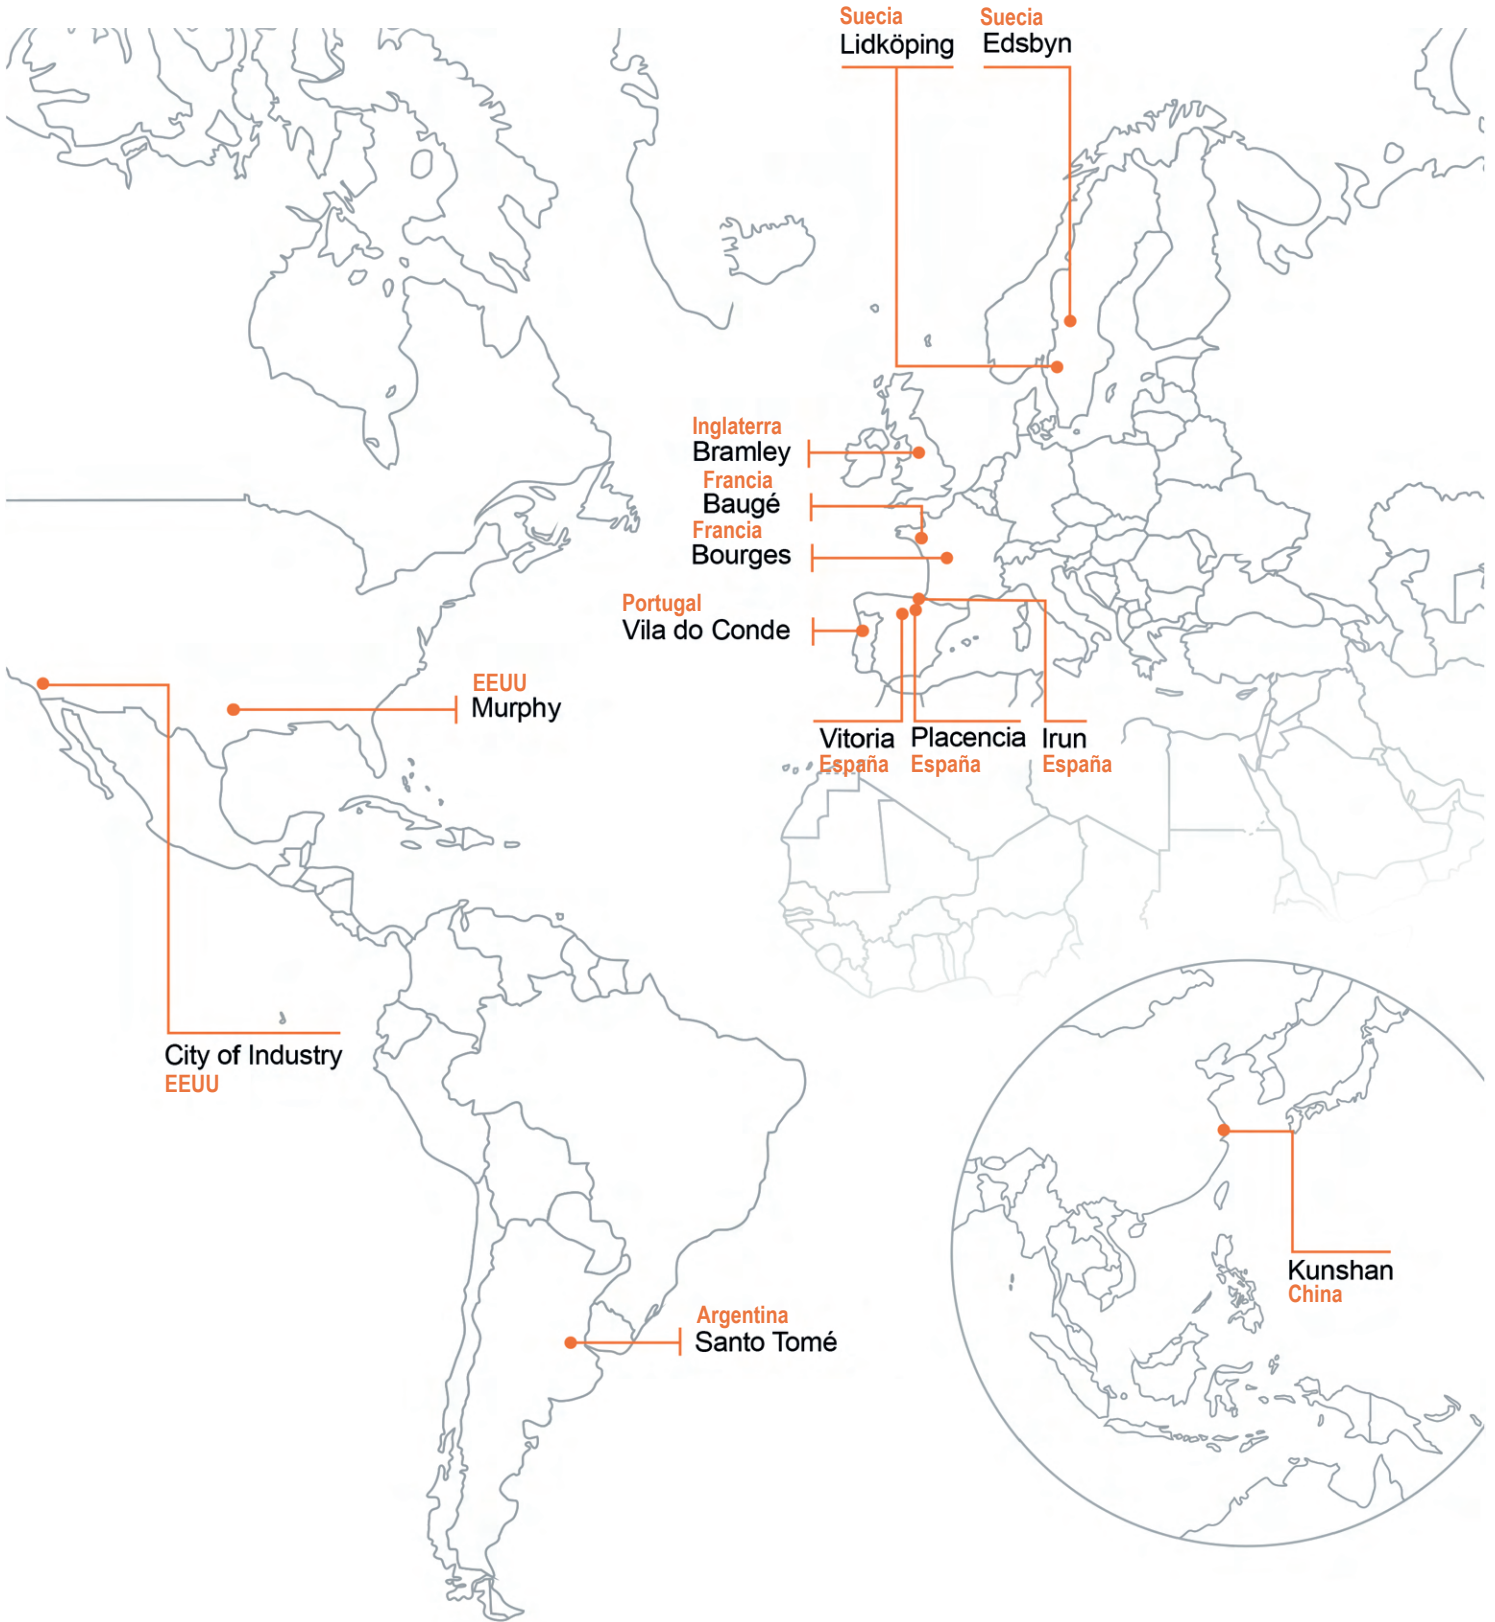 Suecia
Lidköping
Suecia
Edsbyn
Inglaterra
Bramley
Francia
Baugé
Francia
Bourges
Portugal
Vila do Conde
EEUU
Murphy
Vitoria
España
Placencia
España
Irun
España
City of Industry
EEUU
Kunshan
China
Argentina
Santo Tomé